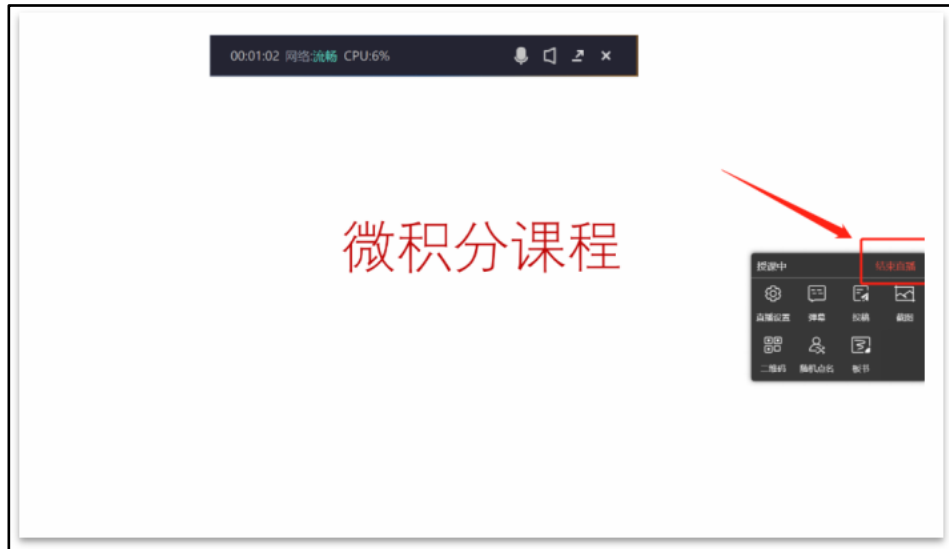 00:01:02 网络:流畅 CPU:6%
微积分课程
授课中 结束直播
直播设置 弹幕 投稿 截图
二维码 随机点名 板书